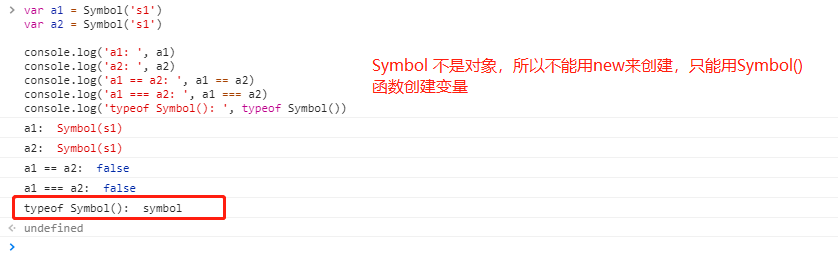 var a1 = Symbol('s1')
var a2 = Symbol('s1')
console.log('a1: ', a1)
console.log('a2: ', a2)
console.log('a1 == a2: ', a1 == a2)
console.log('a1 === a2: ', a1 === a2)
console.log('typeof Symbol(): ', typeof Symbol())
Symbol 不是对象，所以不能用new来创建，只能用Symbol()
函数创建变量
a1:  Symbol(s1)
a2:  Symbol(s1)
a1 == a2:  false
a1 === a2:  false
typeof Symbol():  symbol
undefined